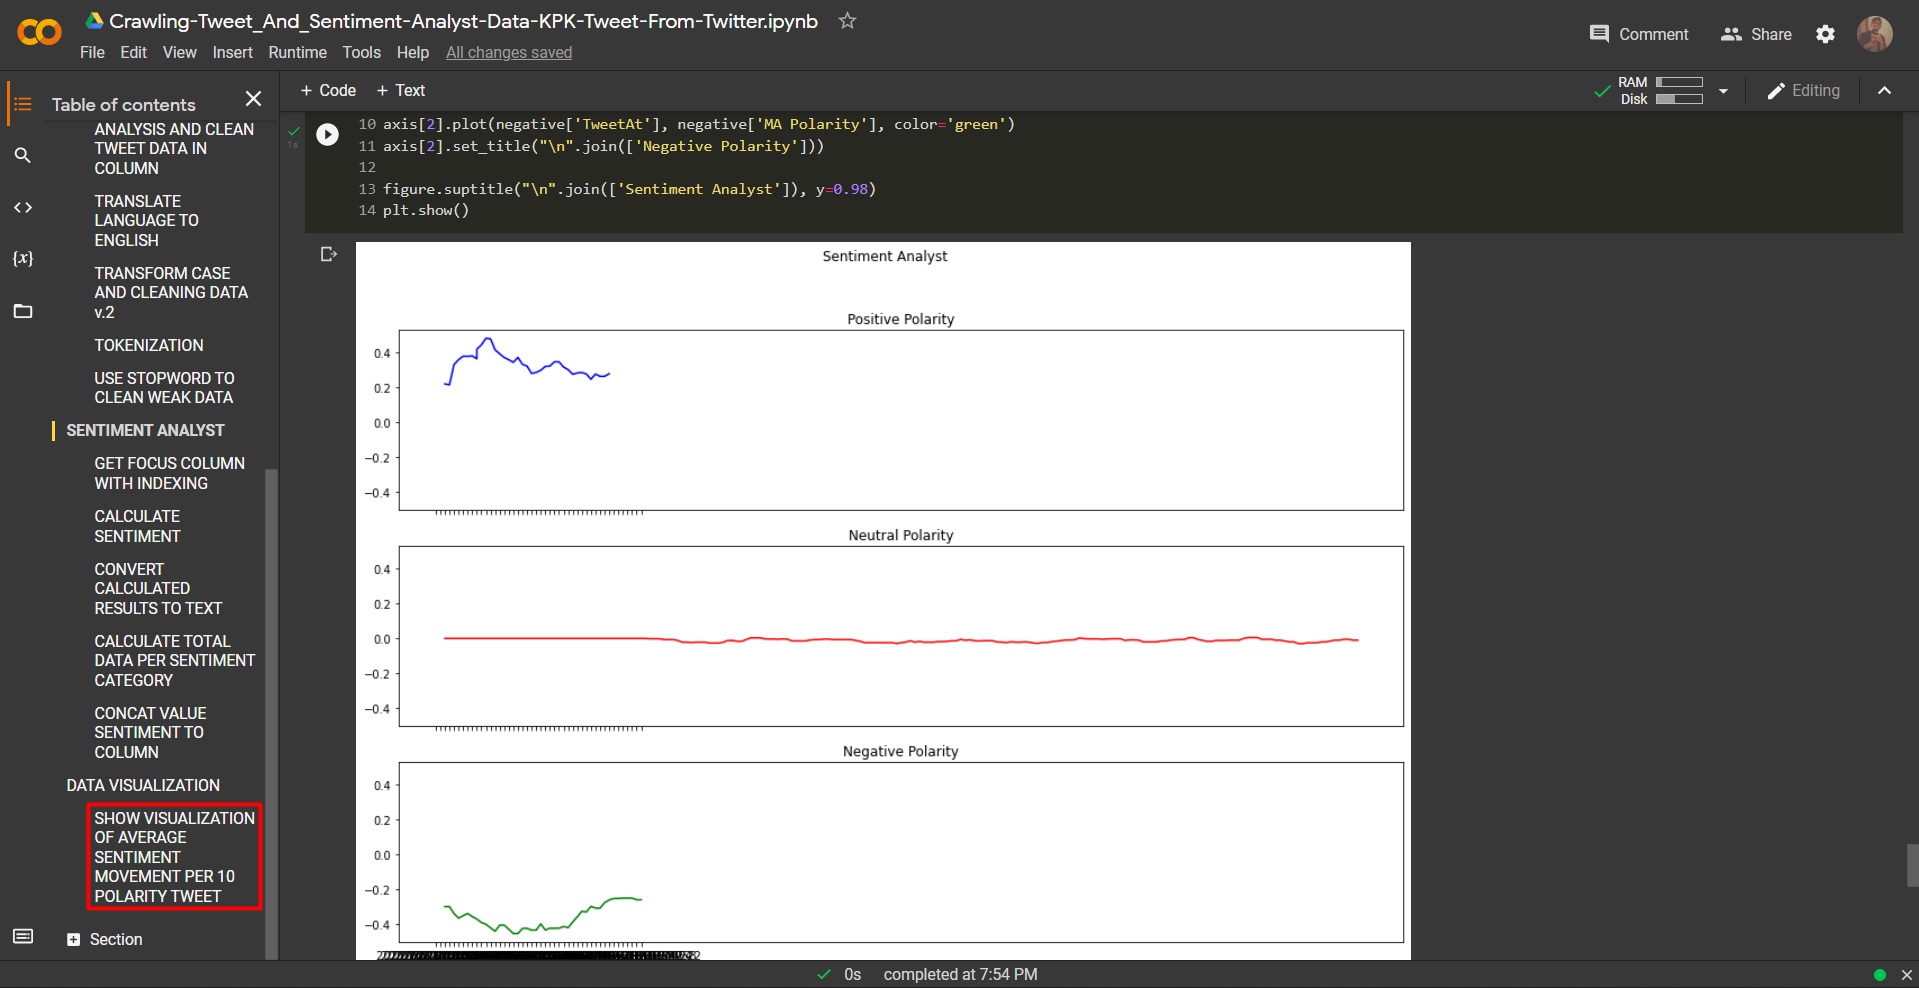 Crawling-Tweet_And_Sentiment-Analyst-Data-KPK-Tweet-From-Twitter.ipynb
File Edit View Insert Runtime Tools Help All changes saved
Comment
Share
Table of contents
ANALYSIS AND CLEAN
TWEET DATA IN
COLUMN
TRANSLATE
LANGUAGE TO
ENGLISH
TRANSFORM CASE
AND CLEANING DATA
v.2
TOKENIZATION
USE STOPWORD TO
CLEAN WEAK DATA
SENTIMENT ANALYST
GET FOCUS COLUMN
WITH INDEXING
CALCULATE
SENTIMENT
CONVERT
CALCULATED
RESULTS TO TEXT
CALCULATE TOTAL
DATA PER SENTIMENT
CATEGORY
CONCAT VALUE
SENTIMENT TO
COLUMN
DATA VISUALIZATION
SHOW VISUALIZATION
OF AVERAGE
SENTIMENT
MOVEMENT PER 10
POLARITY TWEET
Section
+ Code + Text
RAM
Disk
Editing
1s
10 axis[2].plot(negative['TweetAt'], negative['MA Polarity'], color='green')
11 axis[2].set_title("\n".join(['Negative Polarity']))
12
13 figure.suptitle("\n".join(['Sentiment Analyst']), y=0.98)
14 plt.show()
Sentiment Analyst
Positive Polarity
0.4
0.2
0.0
−0.2
−0.4
Neutral Polarity
0.4
0.2
0.0
−0.2
−0.4
Negative Polarity
0.4
0.2
0.0
−0.2
−0.4
0s completed at 7:54 PM